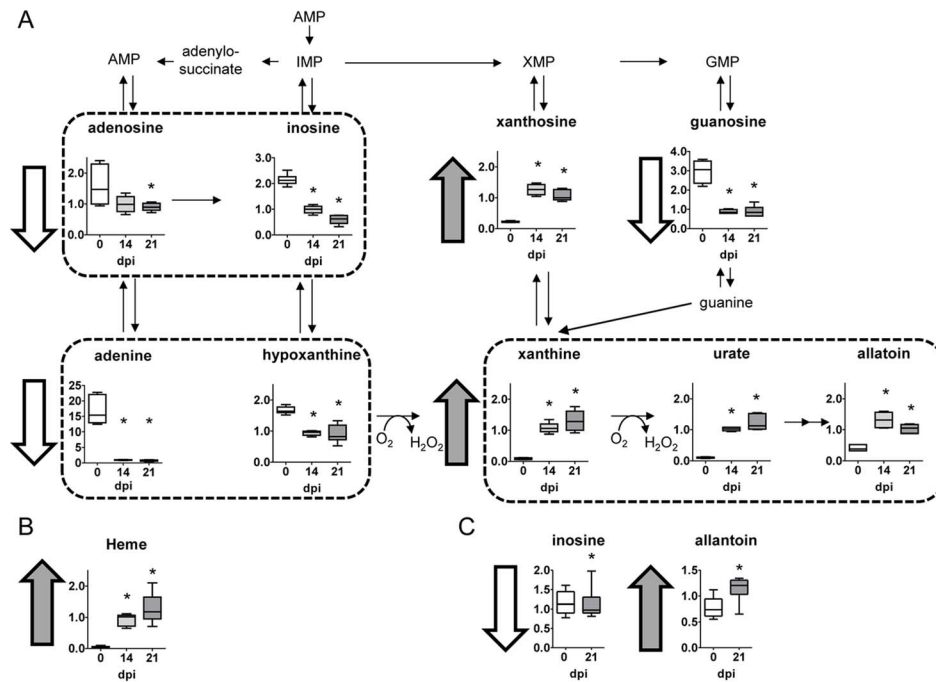 A
AMP
AMP
adenylo-
succinate
IMP
XMP
GMP
adenosine
inosine
xanthosine
guanosine
2.0
1.0
0.0
0 14 21
*
dpi
3.0
2.0
1.0
0.0
* *
0 14 21
dpi
2.0
1.0
0.0
* *
0 14 21
dpi
4.0
3.0
2.0
1.0
0.0
* *
0 14 21
dpi
guanine
adenine
hypoxanthine
xanthine
urate
allatoin
25
20
15
10
5
0
* *
0 14 21
dpi
2.0
1.0
0.0
* *
0 14 21
dpi
O2
H2O2
2.0
1.0
0.0
* *
0 14 21
dpi
O2
H2O2
2.0
1.0
0.0
* *
0 14 21
dpi
2.0
1.0
0.0
* *
0 14 21
dpi
B
Heme
2.0
1.0
0.0
* *
0 14 21
dpi
C
inosine
allantoin
2.0
1.5
1.0
0.5
0.0
*
0 21
dpi
1.5
1.0
0.5
0.0
*
0 21
dpi